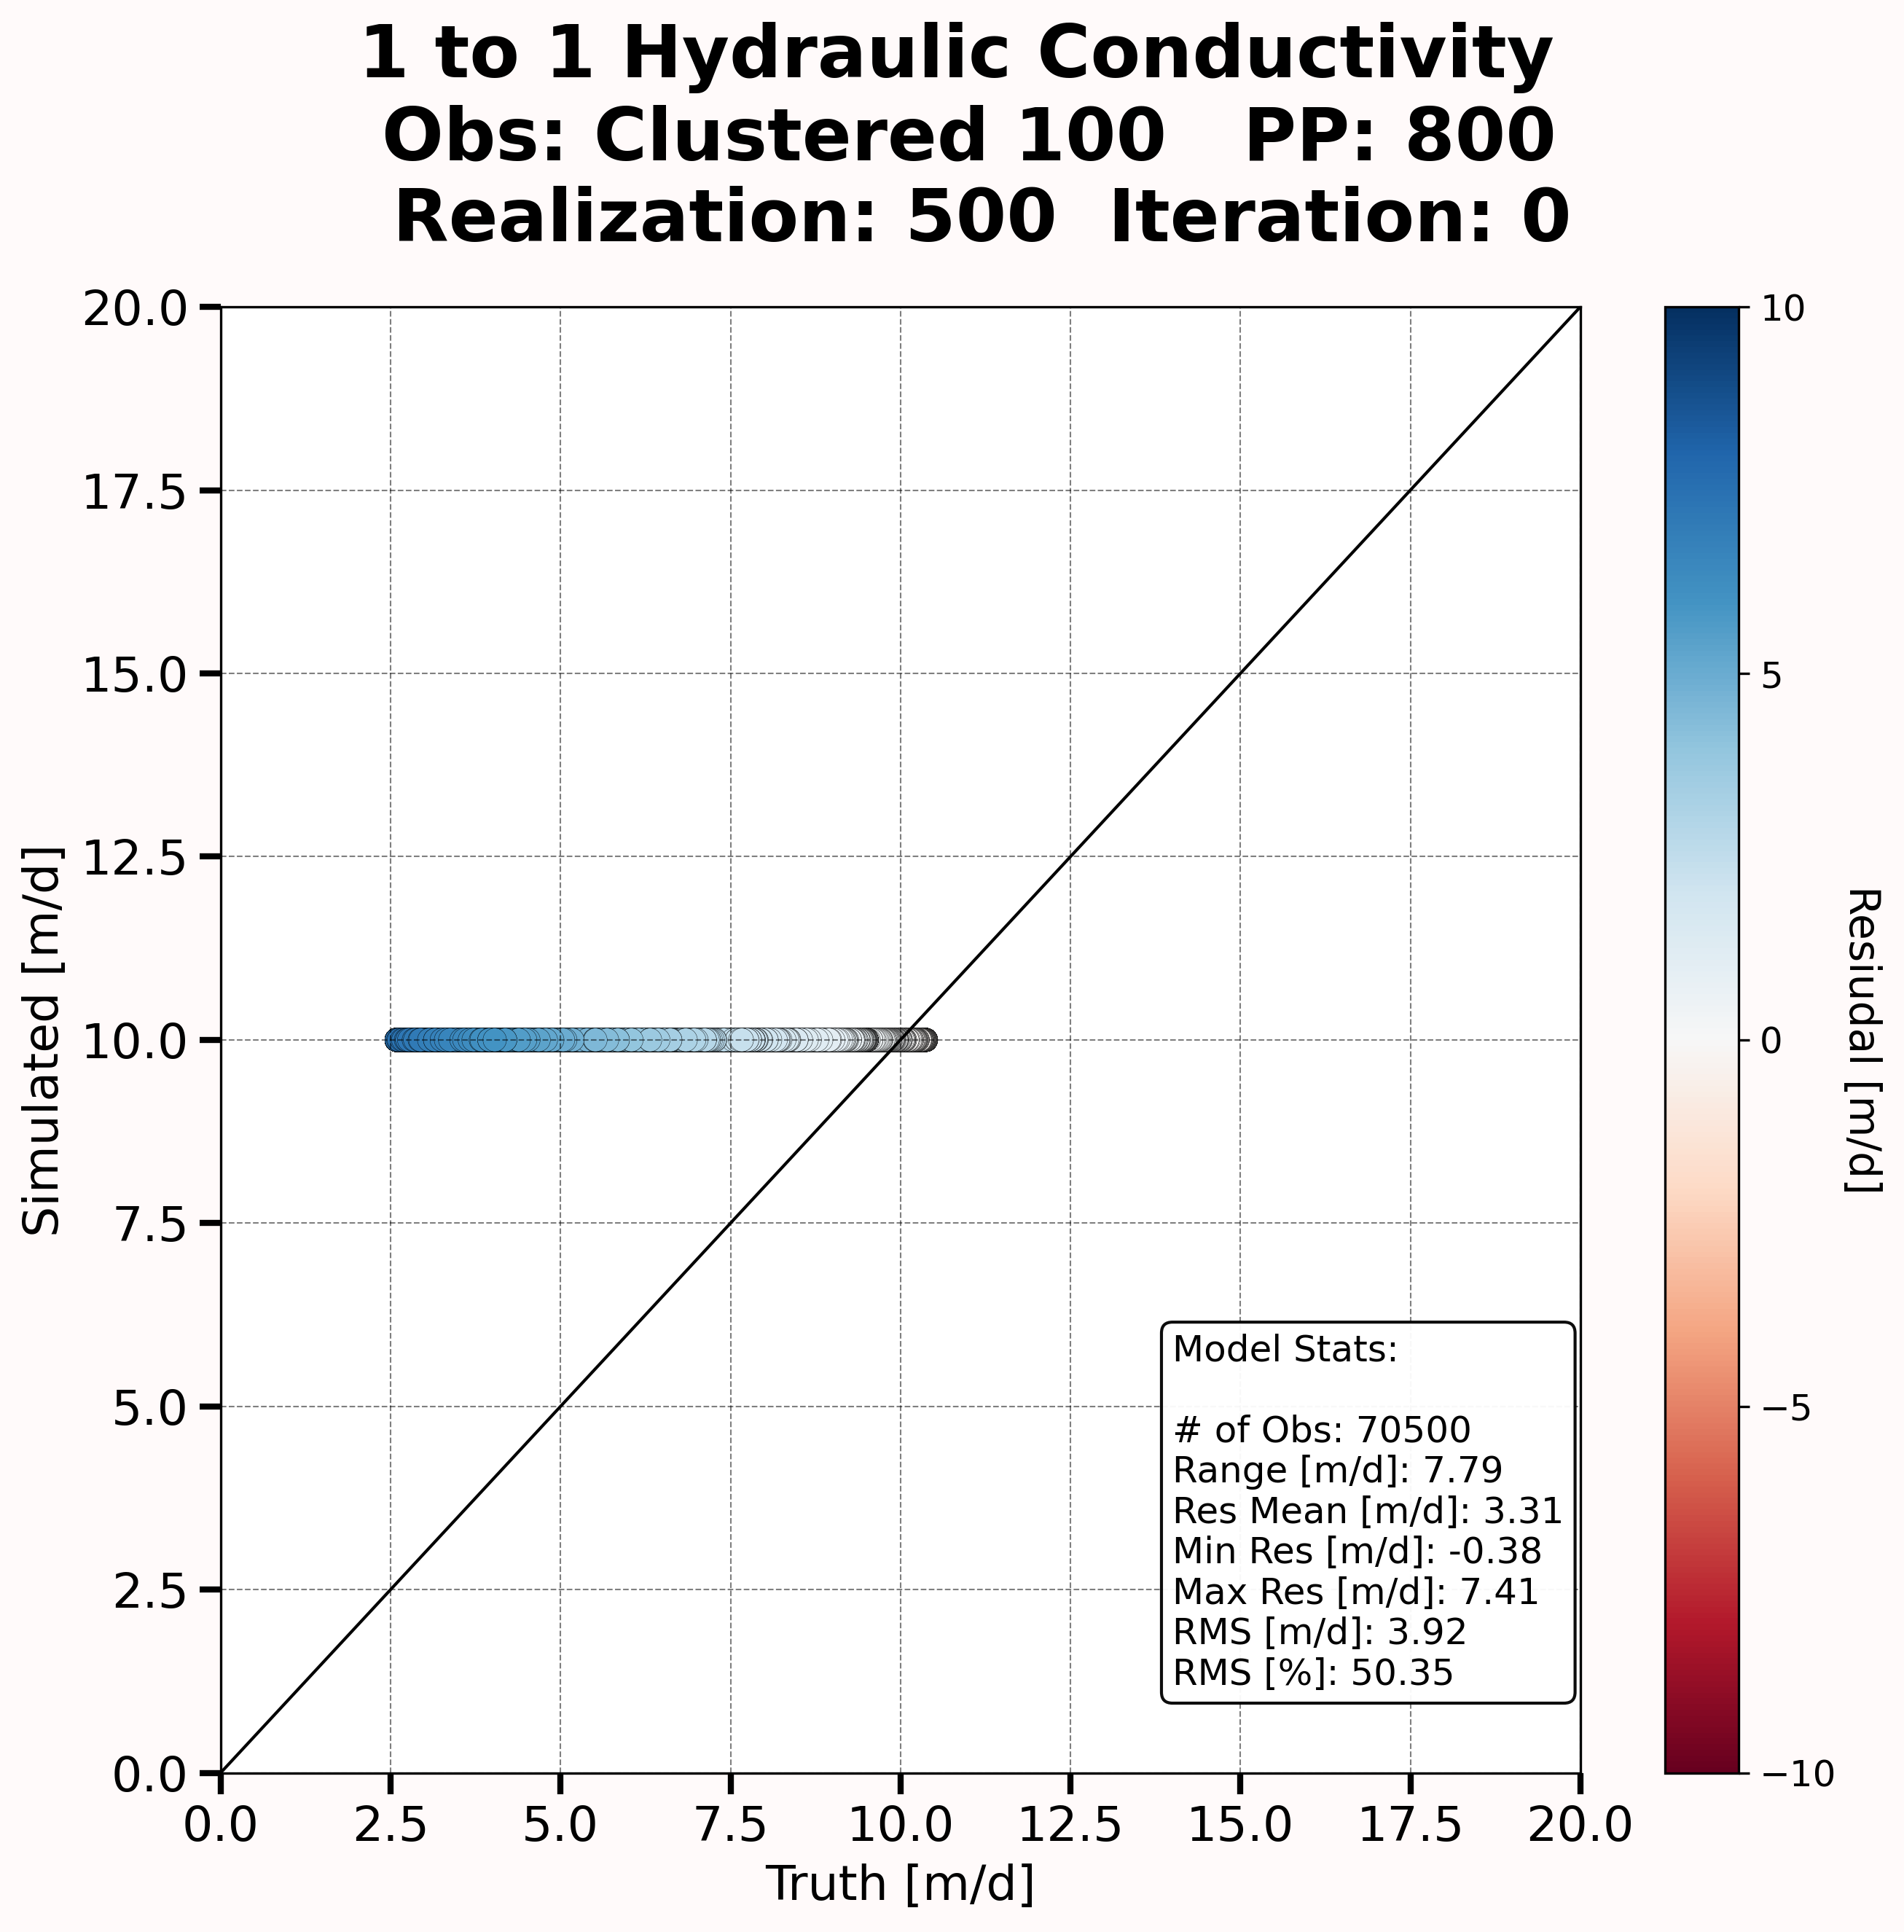 1 to 1 Hydraulic Conductivity
Obs: Clustered 100   PP: 800
Realization: 500  Iteration: 0
20.0
17.5
15.0
12.5
10.0
7.5
5.0
2.5
0.0
Simulated [m/d]
0.0 2.5 5.0 7.5 10.0 12.5 15.0 17.5 20.0
Truth [m/d]
Model Stats:
# of Obs: 70500
Range [m/d]: 7.79
Res Mean [m/d]: 3.31
Min Res [m/d]: -0.38
Max Res [m/d]: 7.41
RMS [m/d]: 3.92
RMS [%]: 50.35
10
5
0
−5
−10
Resiudal [m/d]